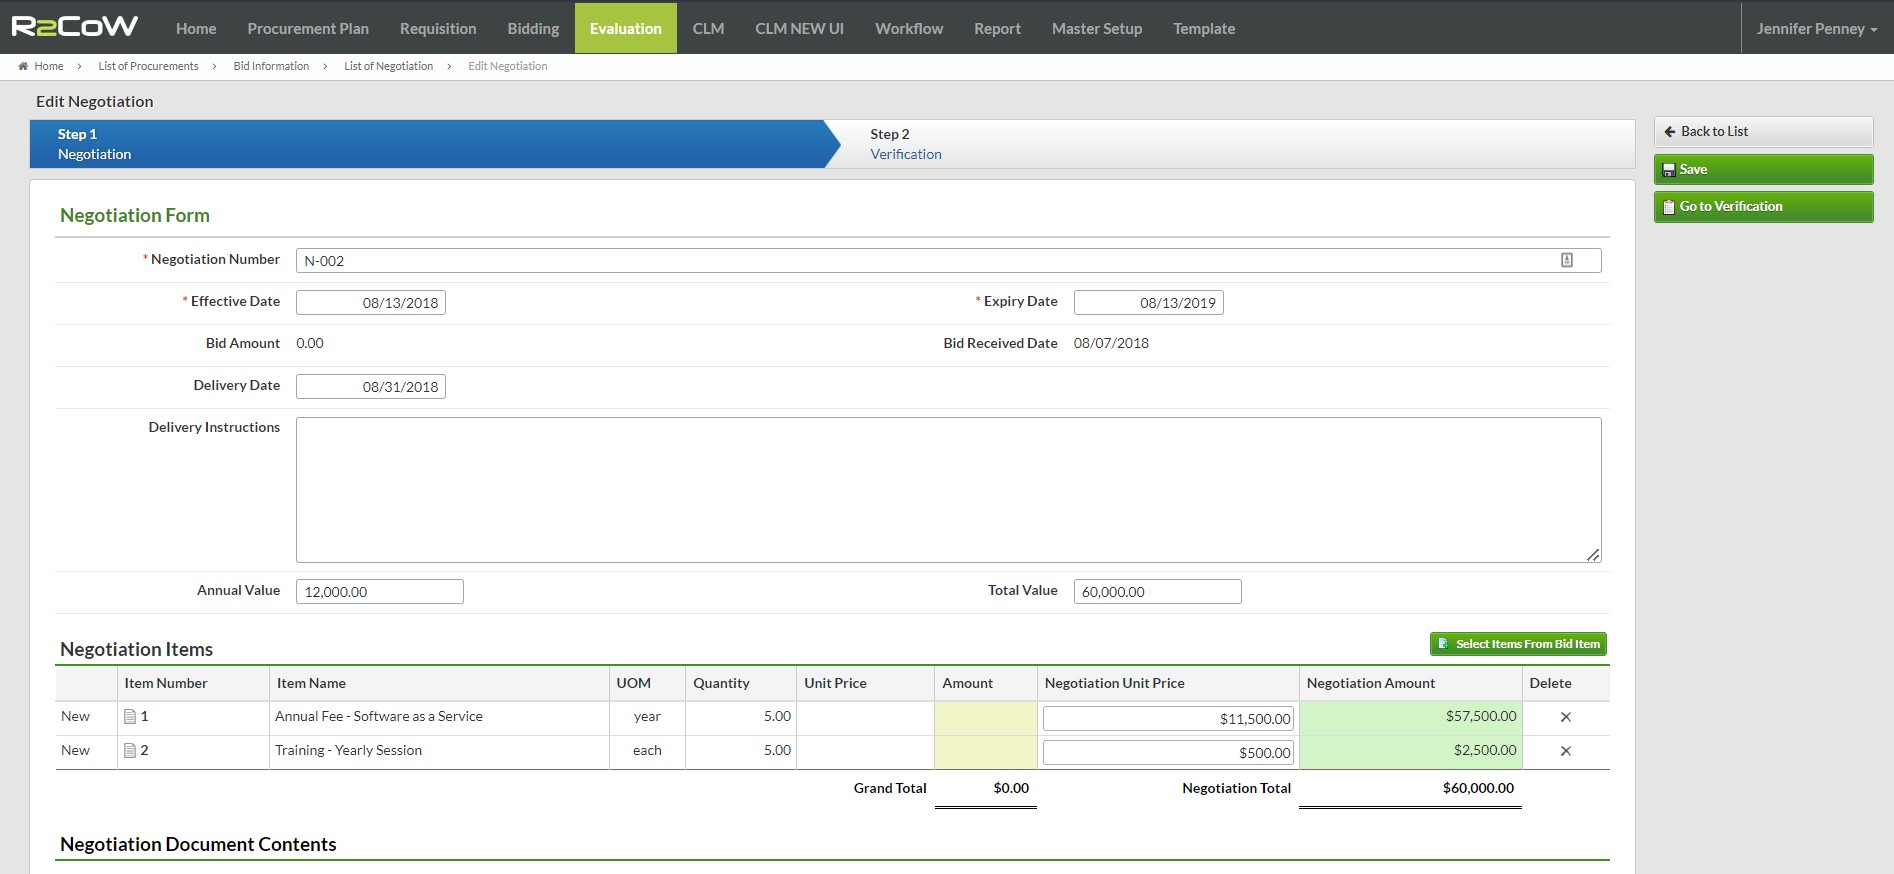 R2CoW Home Procurement Plan Requisition Bidding Evaluation CLM CLM NEW UI Workflow Report Master Setup Template Jennifer Penney
Home > List of Procurements > Bid Information > List of Negotiation > Edit Negotiation
Edit Negotiation
Step 1
Negotiation
Step 2
Verification
Back to List
Save
Go to Verification
Negotiation Form
* Negotiation Number N-002
* Effective Date 08/13/2018 * Expiry Date 08/13/2019
Bid Amount 0.00 Bid Received Date 08/07/2018
Delivery Date 08/31/2018
Delivery Instructions
Annual Value 12,000.00 Total Value 60,000.00
Negotiation Items Select Items From Bid Item
Item Number Item Name UOM Quantity Unit Price Amount Negotiation Unit Price Negotiation Amount Delete
New 1 Annual Fee - Software as a Service year 5.00 $11,500.00 $57,500.00
New 2 Training - Yearly Session each 5.00 $500.00 $2,500.00
Grand Total $0.00 Negotiation Total $60,000.00
Negotiation Document Contents